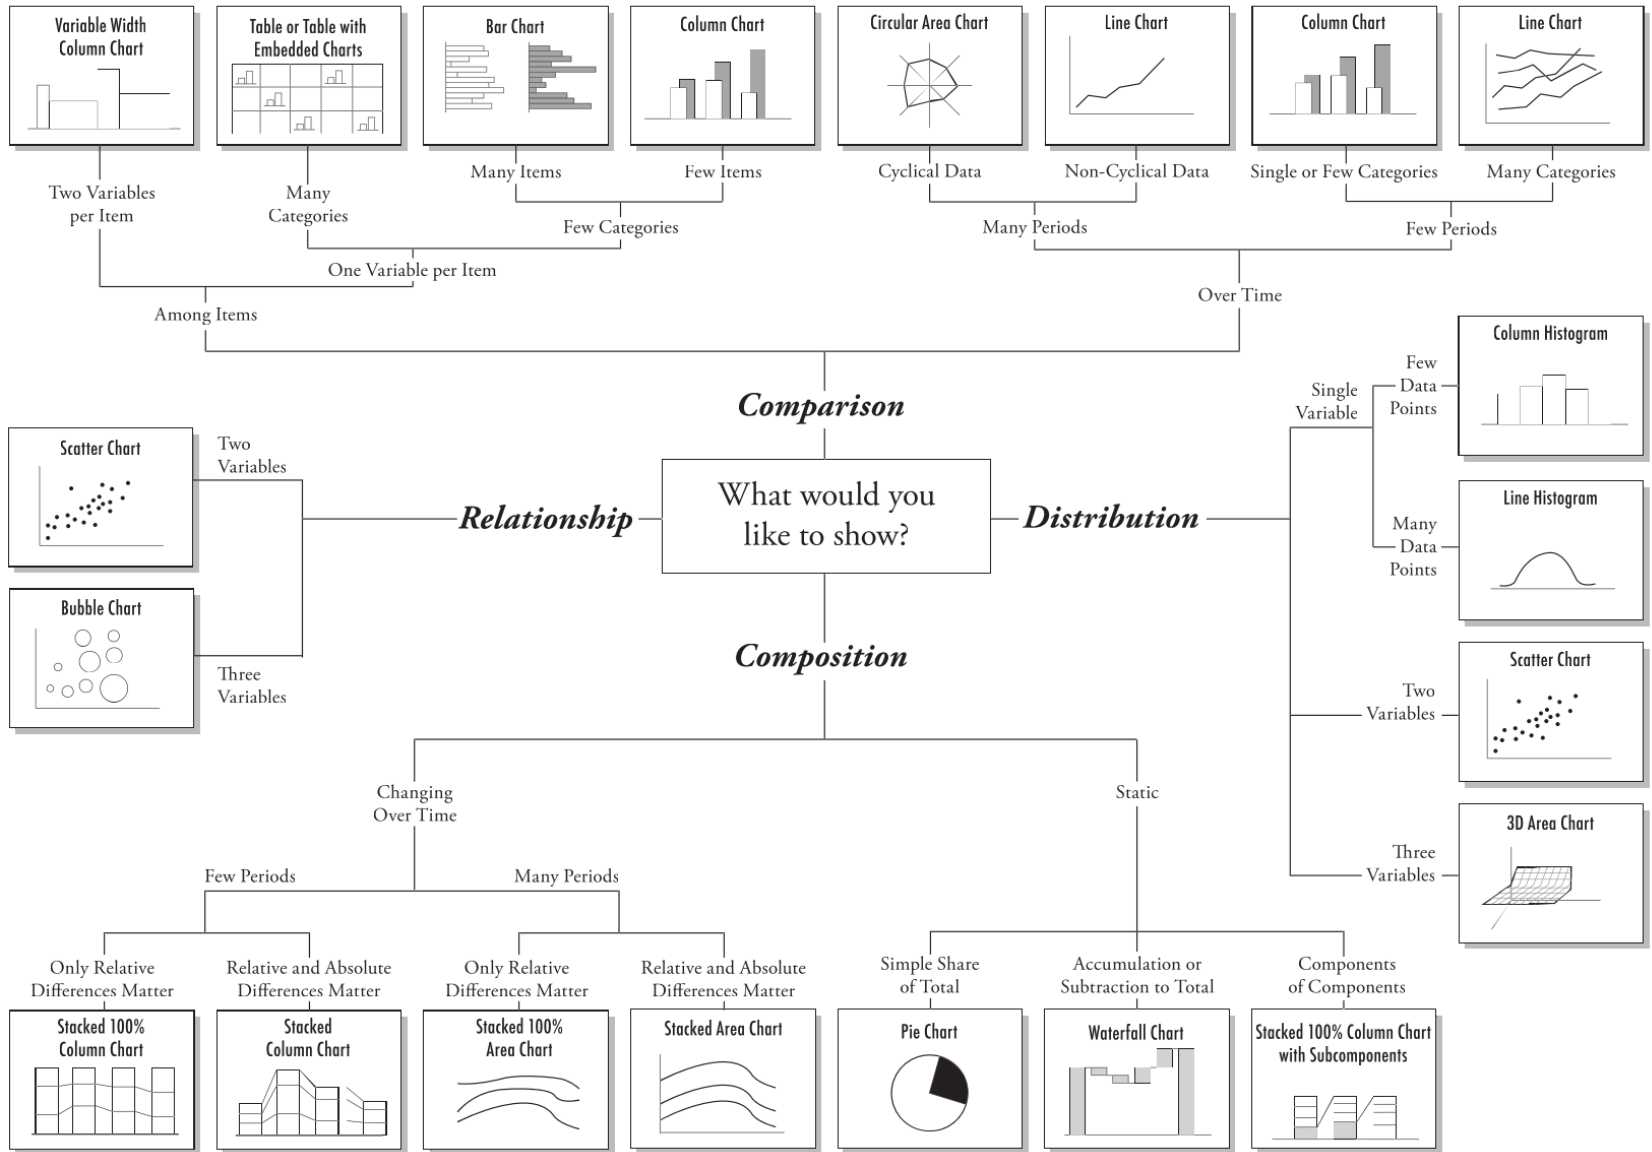 Variable Width
Column Chart
Table or Table with
Embedded Charts
Bar Chart
Column Chart
Circular Area Chart
Line Chart
Column Chart
Line Chart
Two Variables
per Item
Many
Categories
Many Items
Few Items
Cyclical Data
Non-Cyclical Data
Single or Few Categories
Many Categories
Few Categories
Many Periods
Few Periods
One Variable per Item
Over Time
Among Items
Comparison
What would you
like to show?
Relationship
Two
Variables
Scatter Chart
Three
Variables
Bubble Chart
Distribution
Single
Variable
Few
Data
Points
Column Histogram
Many
Data
Points
Line Histogram
Two
Variables
Scatter Chart
Three
Variables
3D Area Chart
Composition
Changing
Over Time
Static
Few Periods
Many Periods
Only Relative
Differences Matter
Relative and Absolute
Differences Matter
Only Relative
Differences Matter
Relative and Absolute
Differences Matter
Simple Share
of Total
Accumulation or
Subtraction to Total
Components
of Components
Stacked 100%
Column Chart
Stacked
Column Chart
Stacked 100%
Area Chart
Stacked Area Chart
Pie Chart
Waterfall Chart
Stacked 100% Column Chart
with Subcomponents